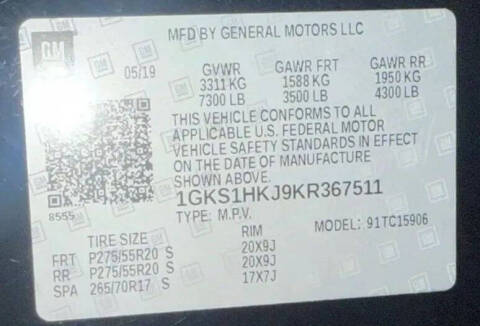 GM
MFD BY GENERAL MOTORS LLC
05/19 GVWR GAWR FRT GAWR RR
3311 KG 1588 KG 1950 KG
7300 LB 3500 LB 4300 LB
THIS VEHICLE CONFORMS TO ALL
APPLICABLE U.S. FEDERAL MOTOR
VEHICLE SAFETY STANDARDS IN EFFECT
ON THE DATE OF MANUFACTURE
8555
1GKS1HKJ9KR367511
TYPE: M.P.V. MODEL: 91TC15906
TIRE SIZE RIM
FRT P275/55R20 S 20X9J
RR P275/55R20 S 20X9J
SPA 265/70R17 S 17X7J